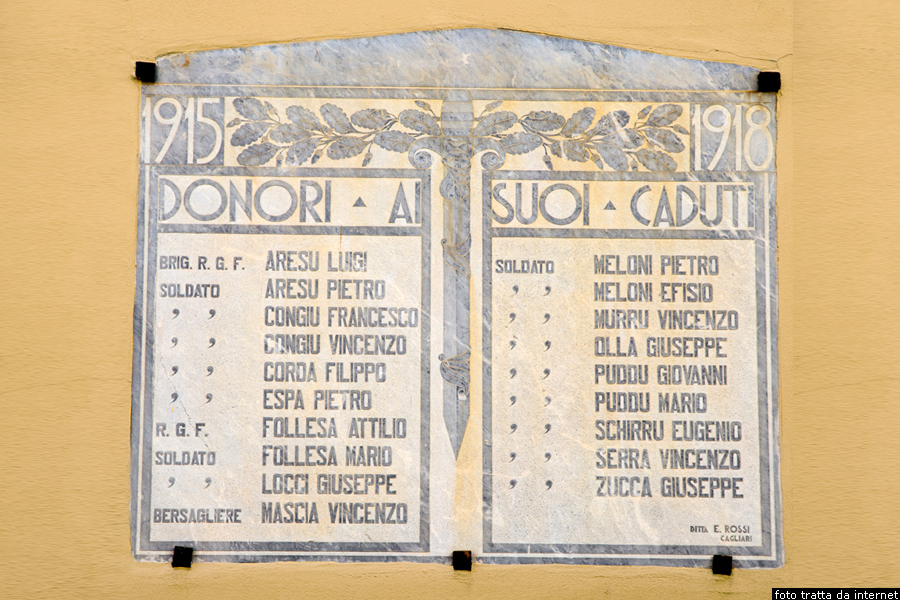 1915 1918
DONORI ▲ AI SUOI ▲ CADUTI
BRIG. R. G. F. ARESU LUIGI
SOLDATO ARESU PIETRO
, , CONGIU FRANCESCO
, , CONGIU VINCENZO
, , CORDA FILIPPO
, , ESPA PIETRO
R. G. F. FOLLESA ATTILIO
SOLDATO FOLLESA MARIO
, , LOCCI GIUSEPPE
BERSAGLIERE MASCIA VINCENZO
SOLDATO MELONI PIETRO
, , MELONI EFISIO
, , MURRU VINCENZO
, , OLLA GIUSEPPE
, , PUDDU GIOVANNI
, , PUDDU MARIO
, , SCHIRRU EUGENIO
, , SERRA VINCENZO
, , ZUCCA GIUSEPPE
DITTA E. ROSSI
CAGLIARI
foto tratta da internet